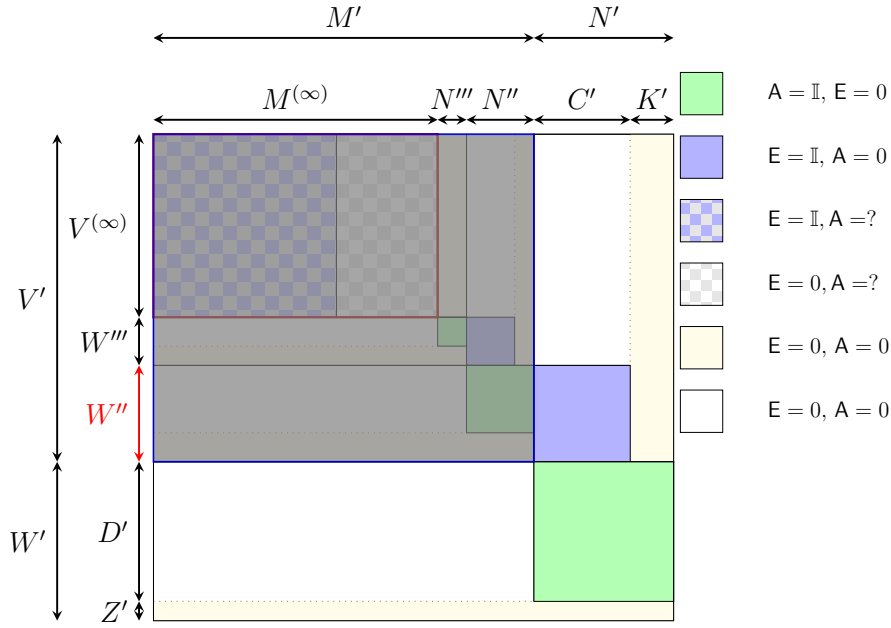 M′ N′
M^(∞) N‴ N″ C′ K′
A = 𝕀, E = 0
E = 𝕀, A = 0
V^(∞)
E = 𝕀, A =?
V′
E = 0, A =?
W‴
E = 0, A = 0
W″
E = 0, A = 0
D′
W′
Z′